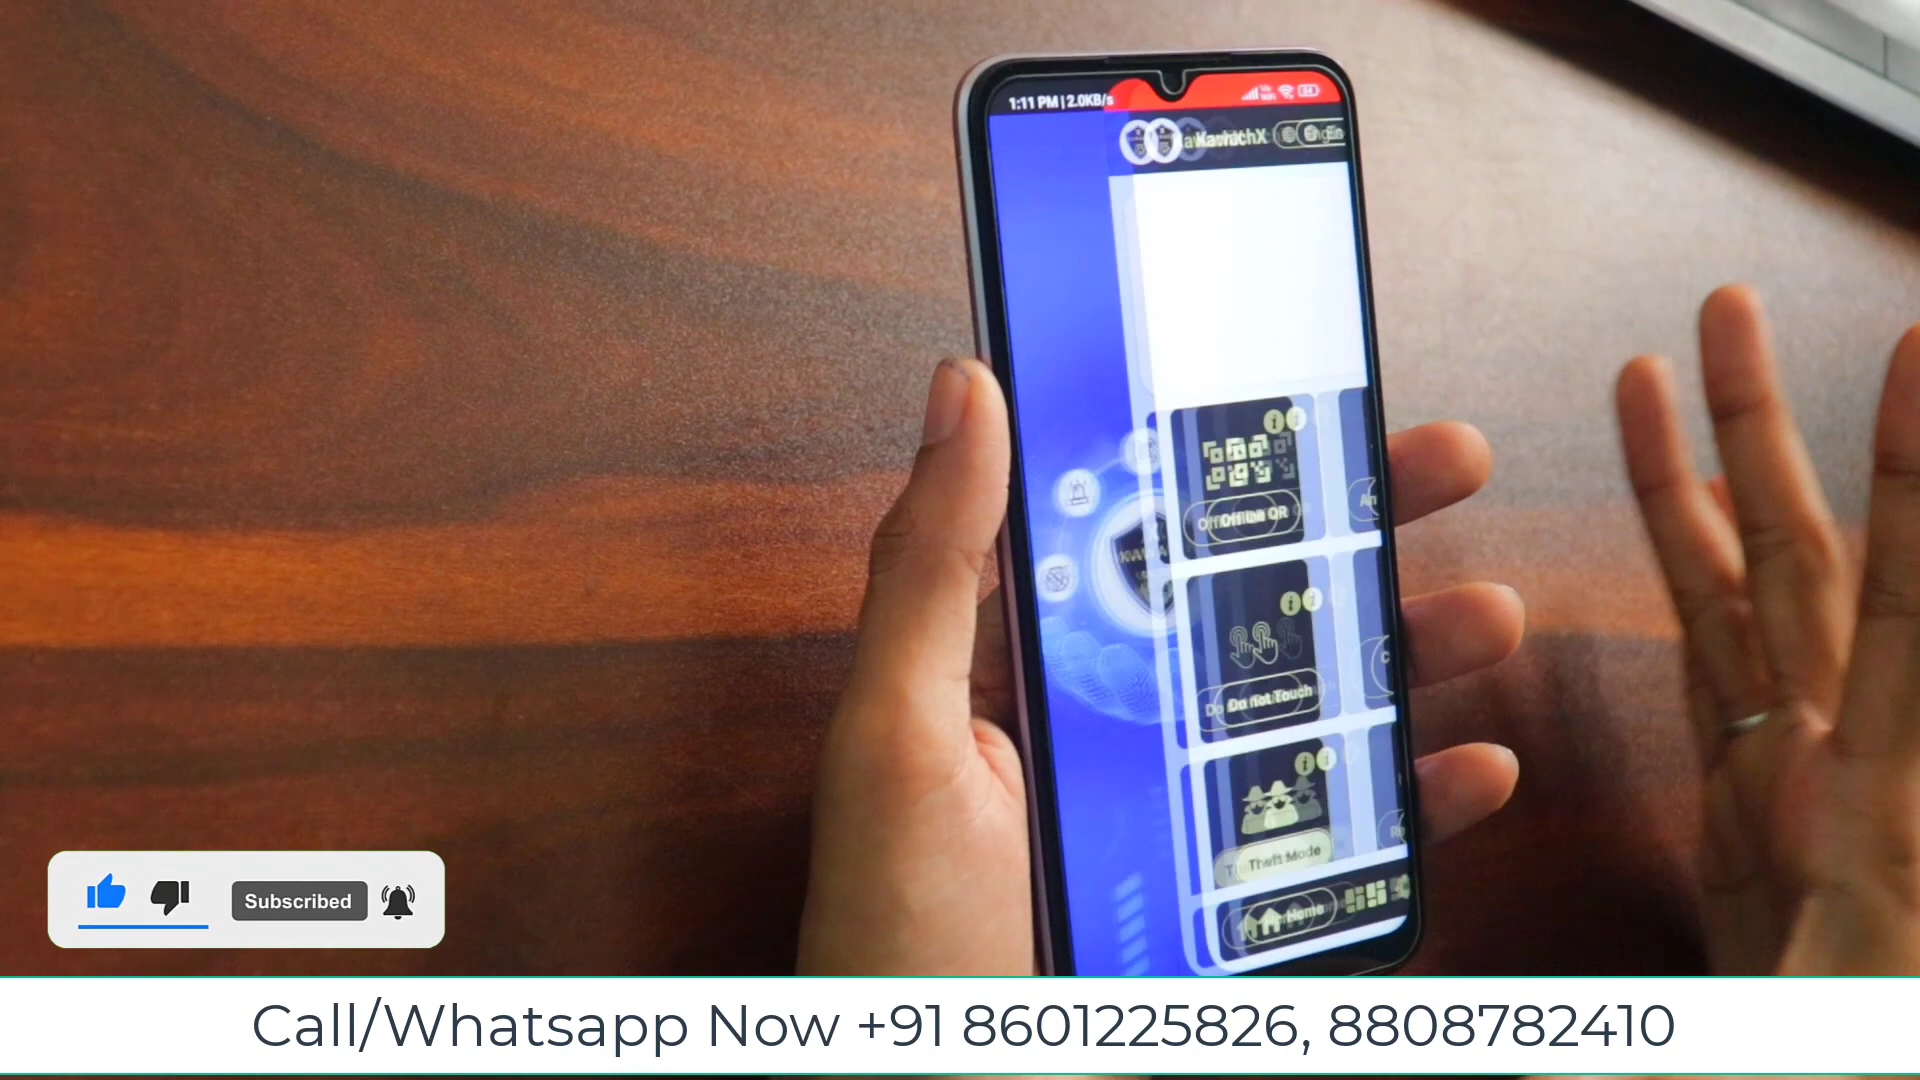 1:11 PM | 2.0KB/s
KawachX
Offline QR
Do not Touch
Theft Mode
Home
Subscribed
Call/Whatsapp Now +91 8601225826, 8808782410